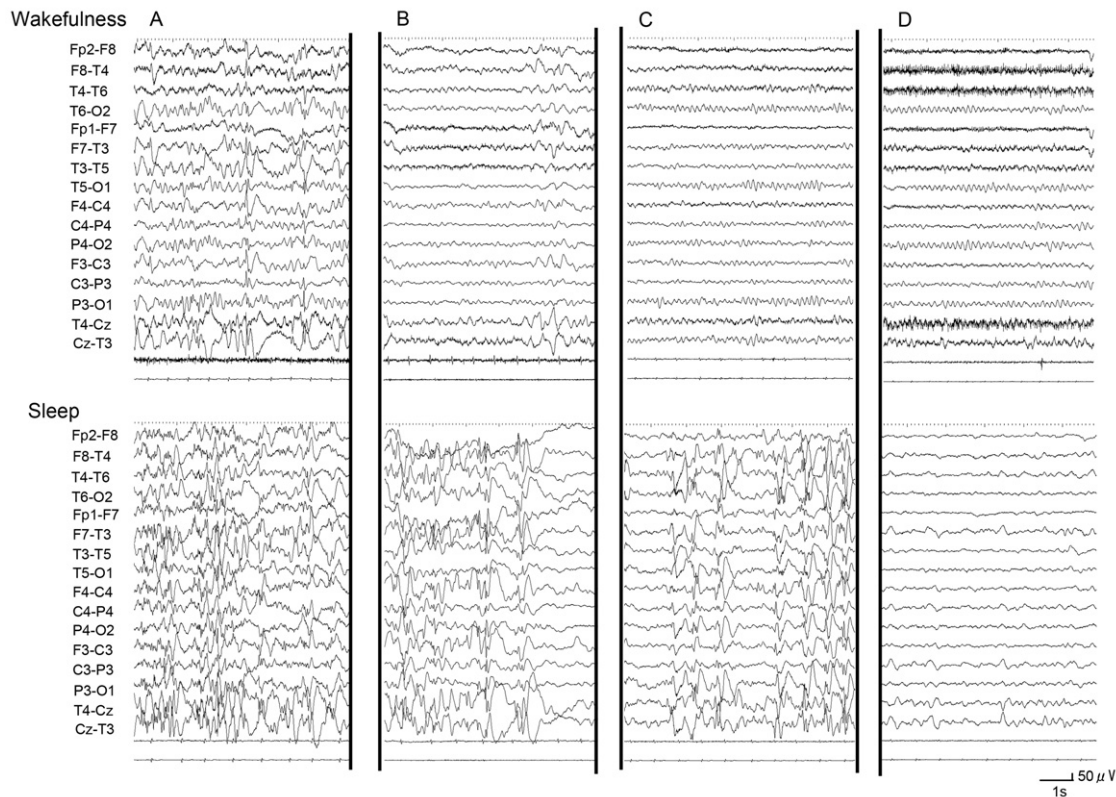 Wakefulness A B C D
Fp2-F8
F8-T4
T4-T6
T6-O2
Fp1-F7
F7-T3
T3-T5
T5-O1
F4-C4
C4-P4
P4-O2
F3-C3
C3-P3
P3-O1
T4-Cz
Cz-T3
Sleep
Fp2-F8
F8-T4
T4-T6
T6-O2
Fp1-F7
F7-T3
T3-T5
T5-O1
F4-C4
C4-P4
P4-O2
F3-C3
C3-P3
P3-O1
T4-Cz
Cz-T3
50 μV
1s